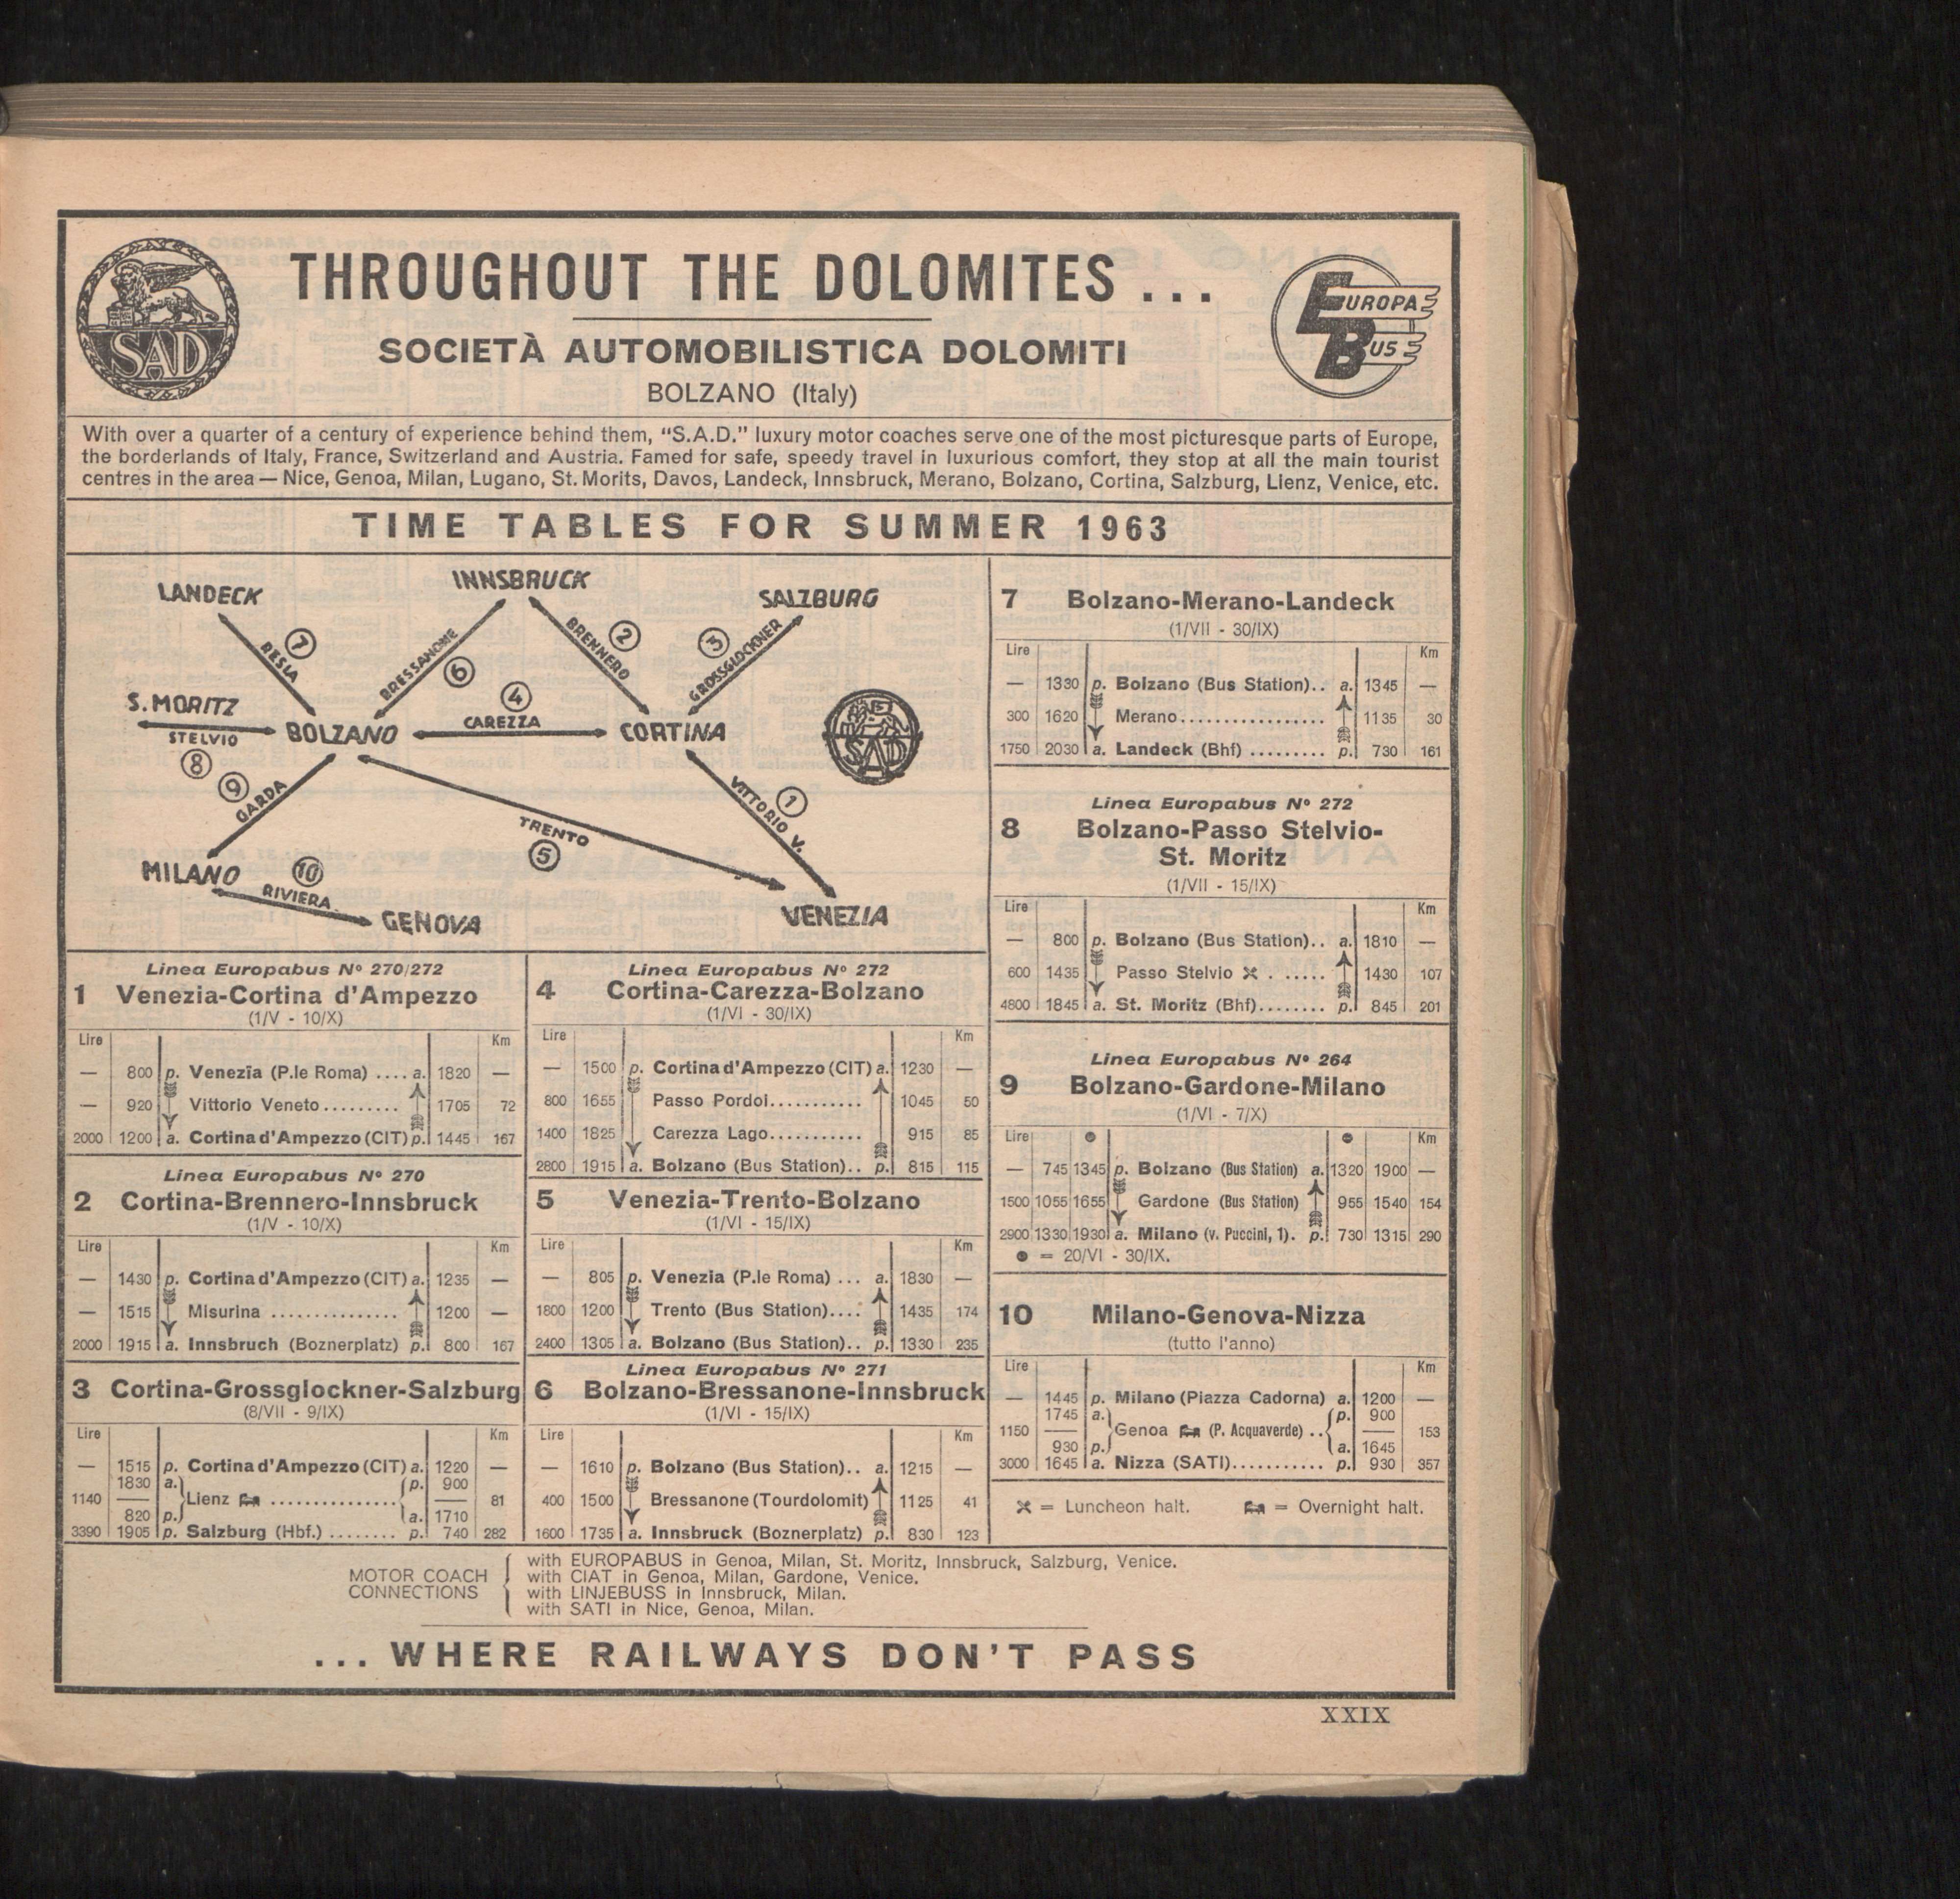 THROUGHOUT THE DOLOMITES ...
SAD
EUROPA BUS
SOCIETÀ AUTOMOBILISTICA DOLOMITI
BOLZANO (Italy)
With over a quarter of a century of experience behind them, “S.A.D.” luxury motor coaches serve one of the most picturesque parts of Europe,
the borderlands of Italy, France, Switzerland and Austria. Famed for safe, speedy travel in luxurious comfort, they stop at all the main tourist
centres in the area — Nice, Genoa, Milan, Lugano, St. Morits, Davos, Landeck, Innsbruck, Merano, Bolzano, Cortina, Salzburg, Lienz, Venice, etc.
TIME TABLES FOR SUMMER 1963
LANDECK
INNSBRUCK
SALZBURG
7 RESIA
BRESSANONE 6
BRENNERO 2
3 GROSSGLOCKNER
S. MORITZ
STELVIO 8
BOLZANO
4 CAREZZA
CORTINA
SAD
9 GARDA
TRENTO 5
1 VITTORIO V.
MILANO
10 RIVIERA
GENOVA
VENEZIA
Linea Europabus Nº 270/272
1 Venezia-Cortina d'Ampezzo
(1/V - 10/X)
Lire Km
— 800 p. Venezia (P.le Roma) .... a. 1820 —
— 920 Vittorio Veneto......... 1705 72
2000 1200 a. Cortina d'Ampezzo (CIT) p. 1445 167
Linea Europabus Nº 270
2 Cortina-Brennero-Innsbruck
(1/V - 10/X)
Lire Km
— 1430 p. Cortina d'Ampezzo (CIT) a. 1235 —
— 1515 Misurina ............... 1200 —
2000 1915 a. Innsbruch (Boznerplatz) p. 800 167
3 Cortina-Grossglockner-Salzburg
(8/VII - 9/IX)
Lire Km
— 1515 p. Cortina d'Ampezzo (CIT) a. 1220 —
1830 a. p. 900
1140 Lienz ............... 81
820 p. a. 1710
3390 1905 p. Salzburg (Hbf.) ........ p. 740 282
Linea Europabus Nº 272
4 Cortina-Carezza-Bolzano
(1/VI - 30/IX)
Lire Km
— 1500 p. Cortina d'Ampezzo (CIT) a. 1230 —
800 1655 Passo Pordoi........... 1045 50
1400 1825 Carezza Lago........... 915 85
2800 1915 a. Bolzano (Bus Station).. p. 815 115
5 Venezia-Trento-Bolzano
(1/VI - 15/IX)
Lire Km
— 805 p. Venezia (P.le Roma) ... a. 1830 —
1800 1200 Trento (Bus Station).... 1435 174
2400 1305 a. Bolzano (Bus Station).. p. 1330 235
Linea Europabus Nº 271
6 Bolzano-Bressanone-Innsbruck
(1/VI - 15/IX)
Lire Km
— 1610 p. Bolzano (Bus Station).. a. 1215 —
400 1500 Bressanone (Tourdolomit) 1125 41
1600 1735 a. Innsbruck (Boznerplatz) p. 830 123
7 Bolzano-Merano-Landeck
(1/VII - 30/IX)
Lire Km
— 1330 p. Bolzano (Bus Station).. a. 1345 —
300 1620 Merano................. 1135 30
1750 2030 a. Landeck (Bhf) ......... p. 730 161
Linea Europabus Nº 272
8 Bolzano-Passo Stelvio-
St. Moritz
(1/VII - 15/IX)
Lire Km
— 800 p. Bolzano (Bus Station).. a. 1810 —
600 1435 Passo Stelvio ...... 1430 107
4800 1845 a. St. Moritz (Bhf)........ p. 845 201
Linea Europabus Nº 264
9 Bolzano-Gardone-Milano
(1/VI - 7/X)
Lire ● ● Km
— 745 1345 p. Bolzano (Bus Station) a. 1320 1900 —
1500 1055 1655 Gardone (Bus Station) 955 1540 154
2900 1330 1930 a. Milano (v. Puccini, 1). p. 730 1315 290
● = 20/VI - 30/IX.
10 Milano-Genova-Nizza
(tutto l'anno)
Lire Km
— 1445 p. Milano (Piazza Cadorna) a. 1200 —
1745 a. p. 900
1150 Genoa (P. Acquaverde) .. 153
930 p. a. 1645
3000 1645 a. Nizza (SATI)........... p. 930 357
= Luncheon halt. = Overnight halt.
MOTOR COACH CONNECTIONS
with EUROPABUS in Genoa, Milan, St. Moritz, Innsbruck, Salzburg, Venice.
with CIAT in Genoa, Milan, Gardone, Venice.
with LINJEBUSS in Innsbruck, Milan.
with SATI in Nice, Genoa, Milan.
... WHERE RAILWAYS DON'T PASS
XXIX